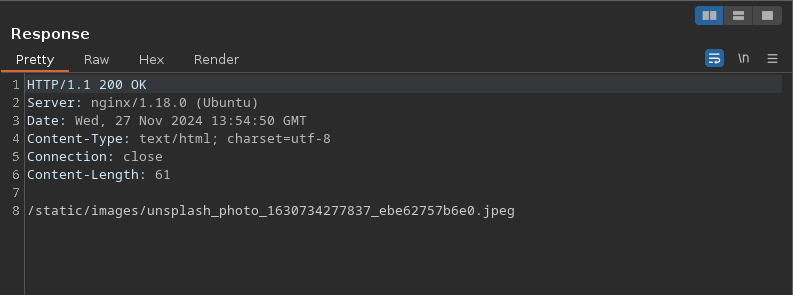 Response
Pretty Raw Hex Render \n
1 HTTP/1.1 200 OK
2 Server: nginx/1.18.0 (Ubuntu)
3 Date: Wed, 27 Nov 2024 13:54:50 GMT
4 Content-Type: text/html; charset=utf-8
5 Connection: close
6 Content-Length: 61
7
8 /static/images/unsplash_photo_1630734277837_ebe62757b6e0.jpeg